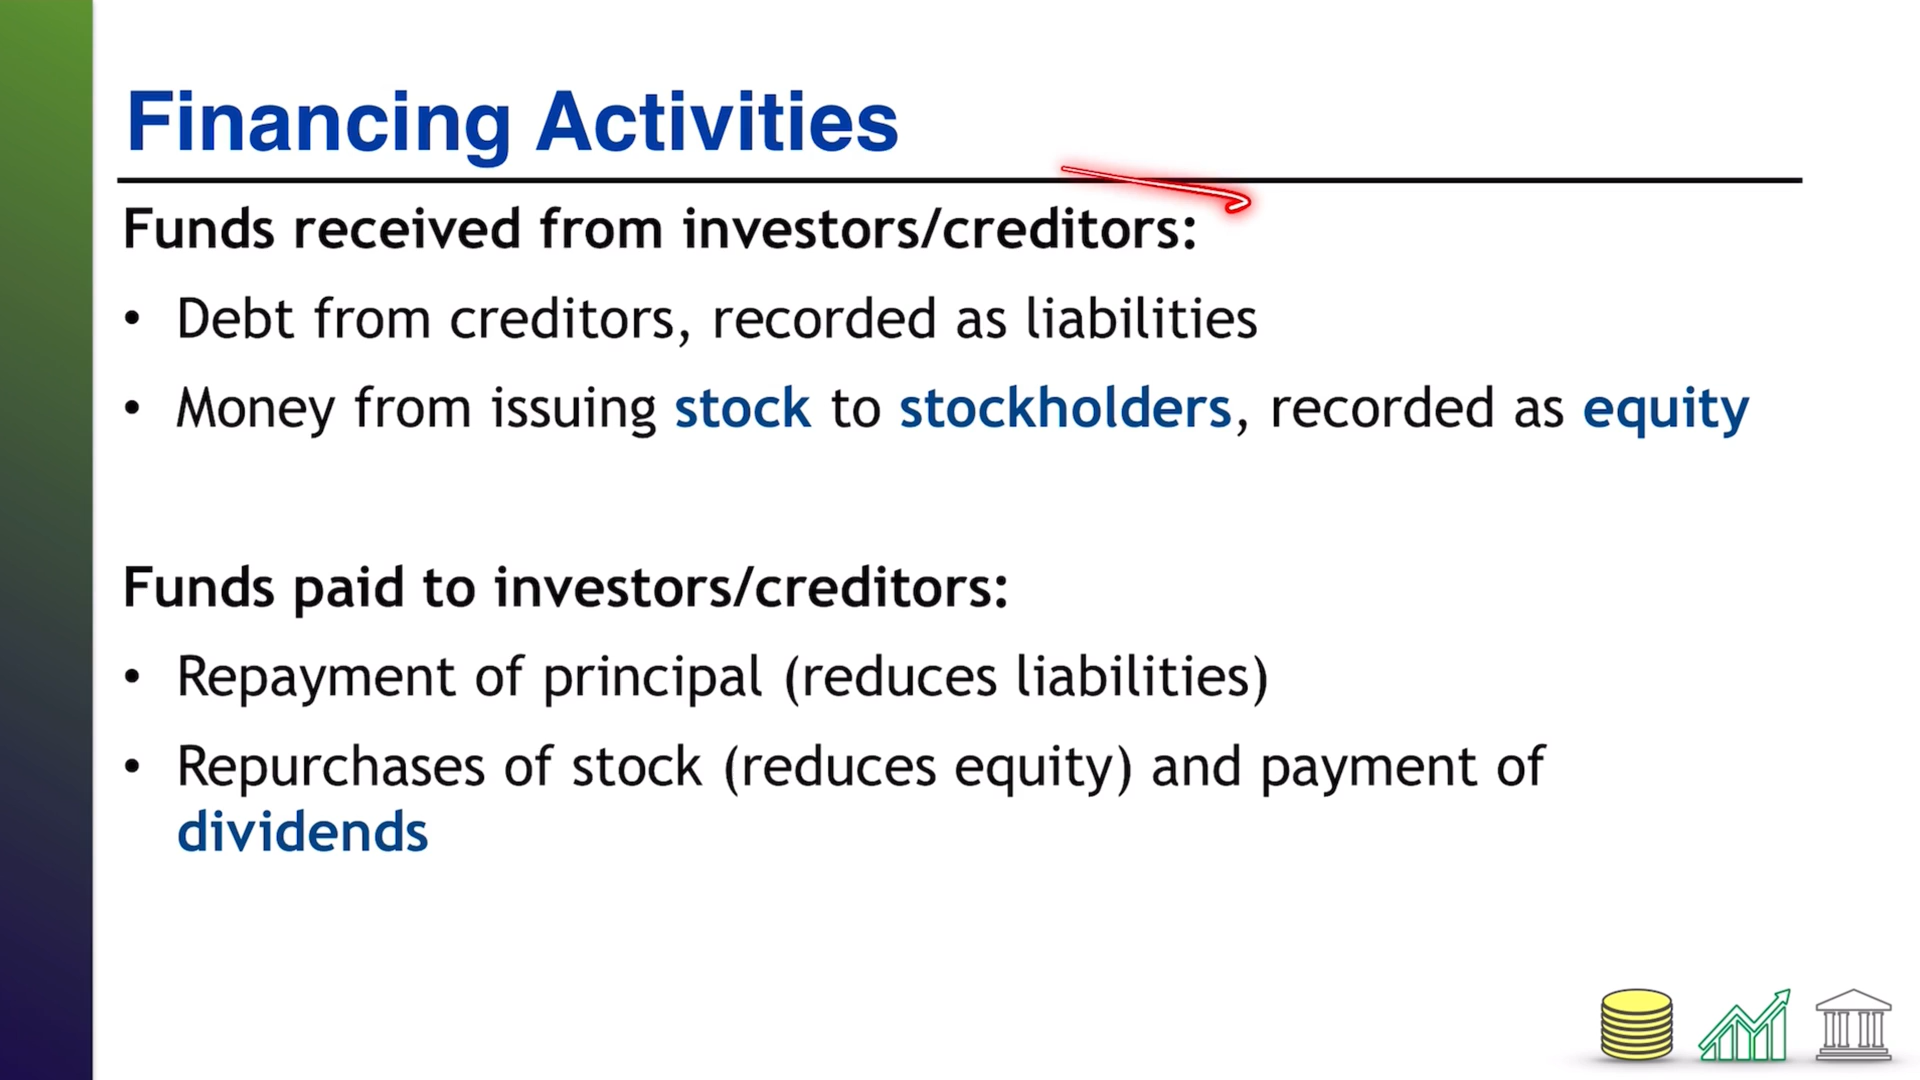 Financing Activities
Funds received from investors/creditors:
• Debt from creditors, recorded as liabilities
• Money from issuing stock to stockholders, recorded as equity
Funds paid to investors/creditors:
• Repayment of principal (reduces liabilities)
• Repurchases of stock (reduces equity) and payment of
dividends